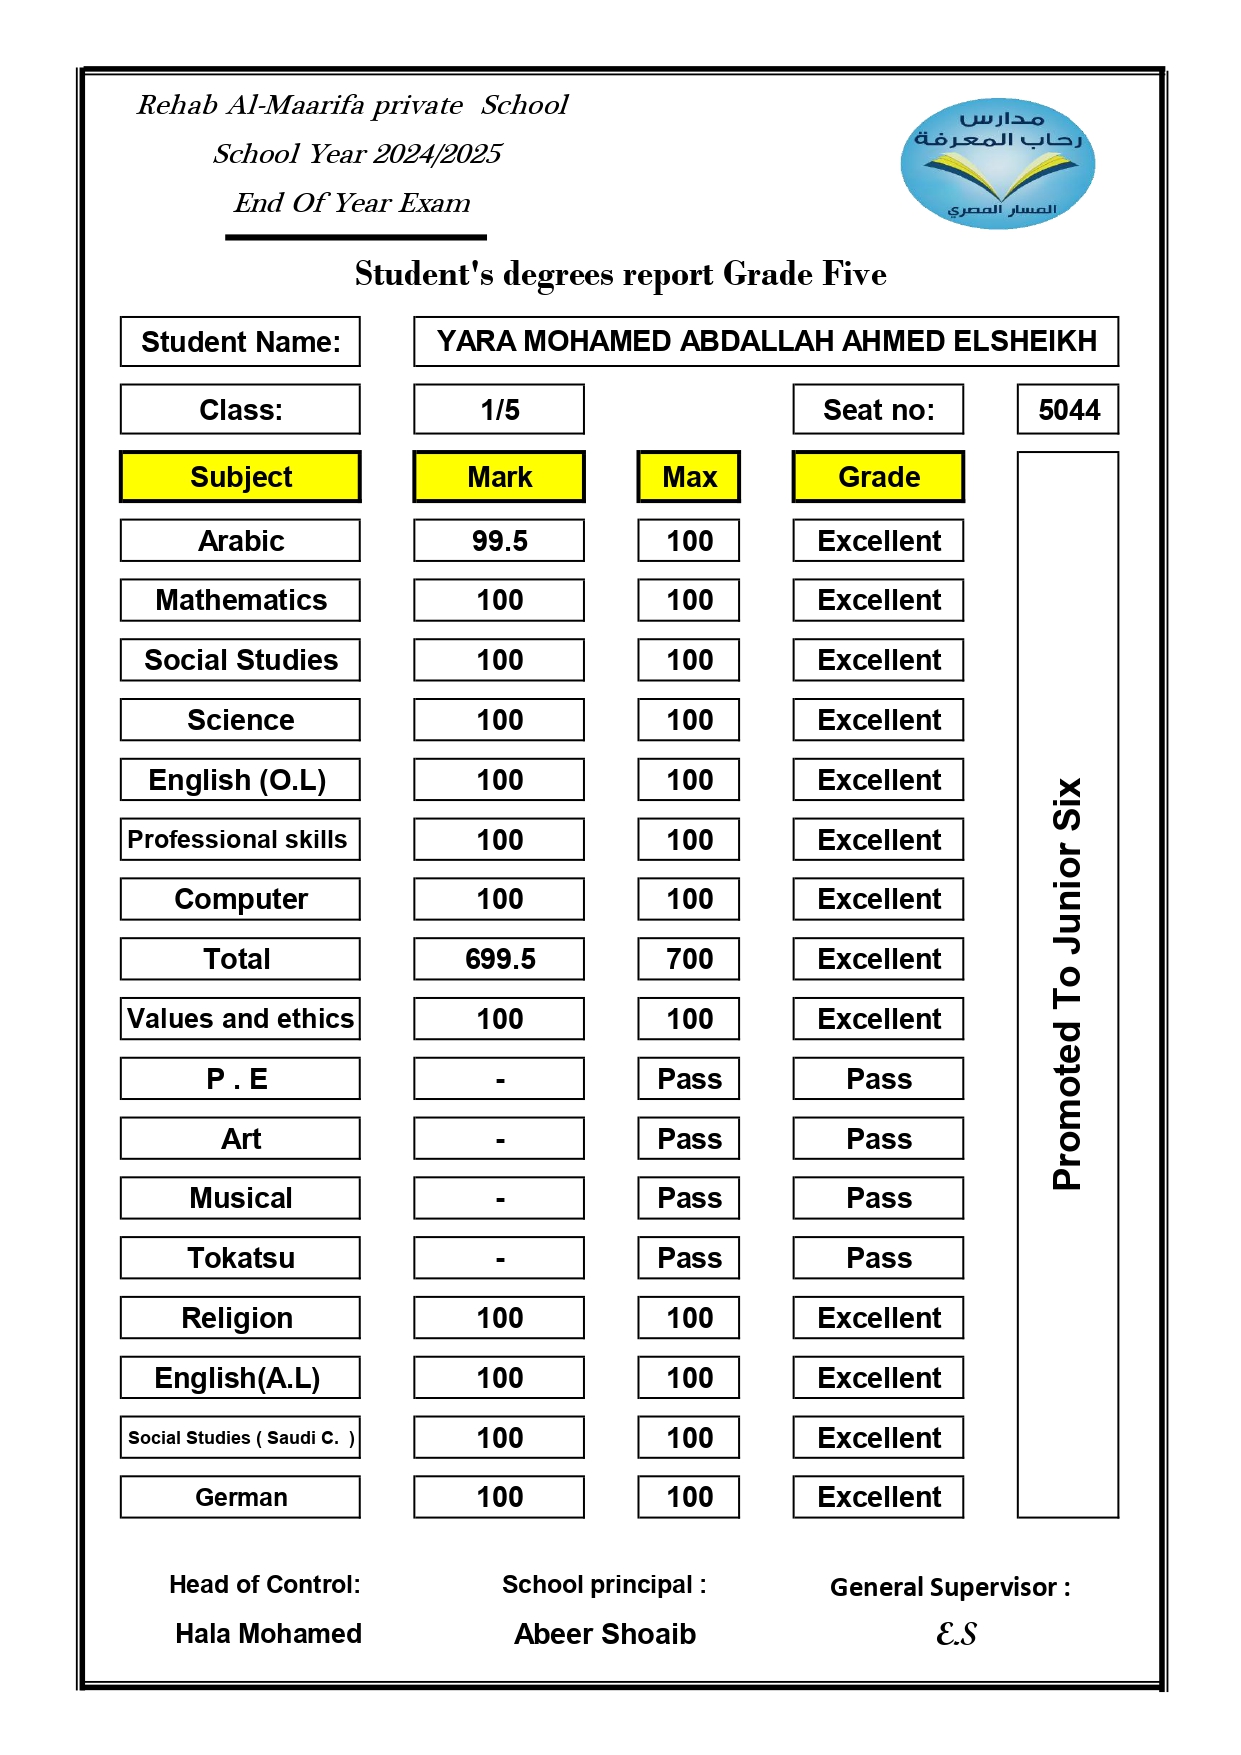 Rehab Al-Maarifa private School
School Year 2024/2025
End Of Year Exam
مدارس
رحاب المعرفة
المسار المصري
Student's degrees report Grade Five
Student Name: YARA MOHAMED ABDALLAH AHMED ELSHEIKH
Class: 1/5 Seat no: 5044
Subject Mark Max Grade
Arabic 99.5 100 Excellent
Mathematics 100 100 Excellent
Social Studies 100 100 Excellent
Science 100 100 Excellent
English (O.L) 100 100 Excellent
Professional skills 100 100 Excellent
Computer 100 100 Excellent
Total 699.5 700 Excellent
Values and ethics 100 100 Excellent
P . E - Pass Pass
Art - Pass Pass
Musical - Pass Pass
Tokatsu - Pass Pass
Religion 100 100 Excellent
English(A.L) 100 100 Excellent
Social Studies ( Saudi C. ) 100 100 Excellent
German 100 100 Excellent
Promoted To Junior Six
Head of Control: School principal : General Supervisor :
Hala Mohamed Abeer Shoaib E.S